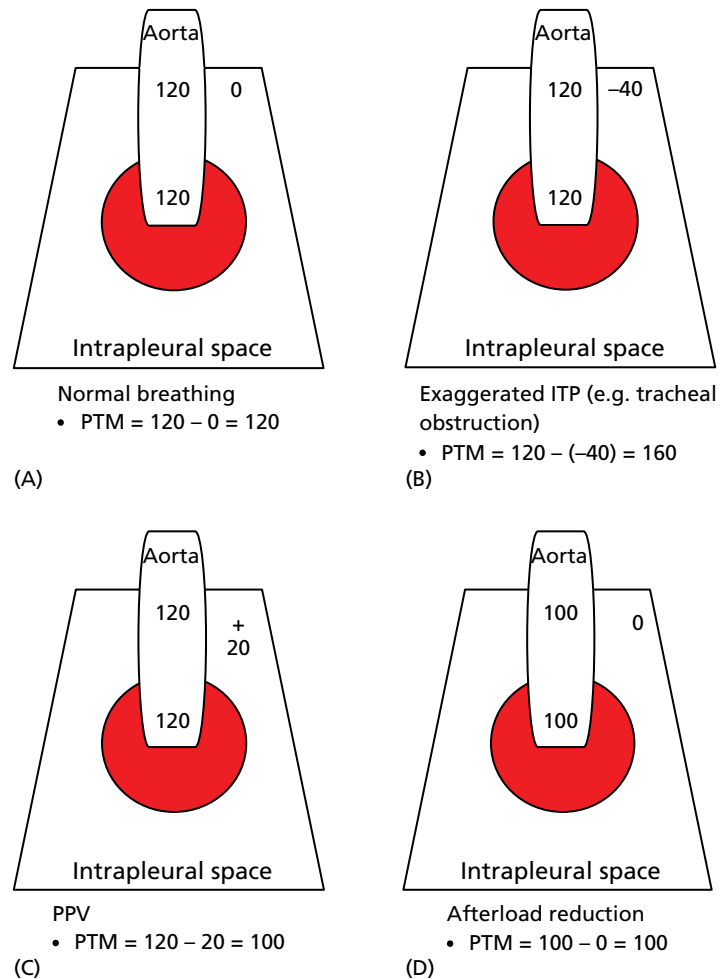 Aorta
120 0
120
Intrapleural space
Normal breathing
• PTM = 120 – 0 = 120
(A)
Aorta
120 –40
120
Intrapleural space
Exaggerated ITP (e.g. tracheal
obstruction)
• PTM = 120 – (–40) = 160
(B)
Aorta
120
+
20
120
Intrapleural space
PPV
• PTM = 120 – 20 = 100
(C)
Aorta
100 0
100
Intrapleural space
Afterload reduction
• PTM = 100 – 0 = 100
(D)